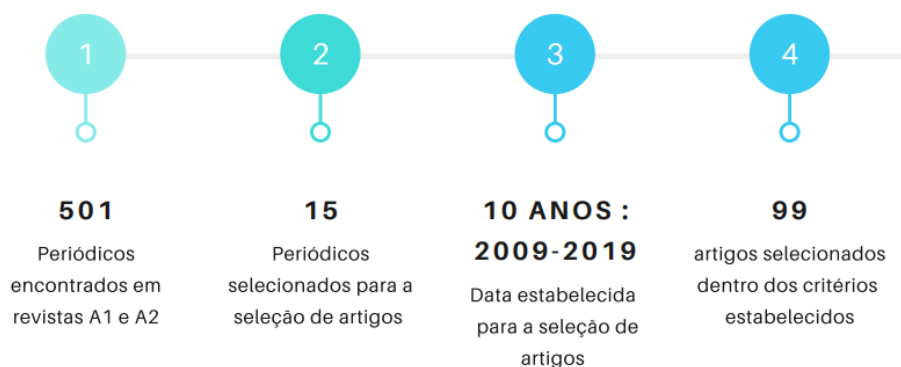 1
2
3
4
501
Periódicos
encontrados em
revistas A1 e A2
15
Periódicos
selecionados para a
seleção de artigos
10 ANOS :
2009-2019
Data estabelecida
para a seleção de
artigos
99
artigos selecionados
dentro dos critérios
estabelecidos